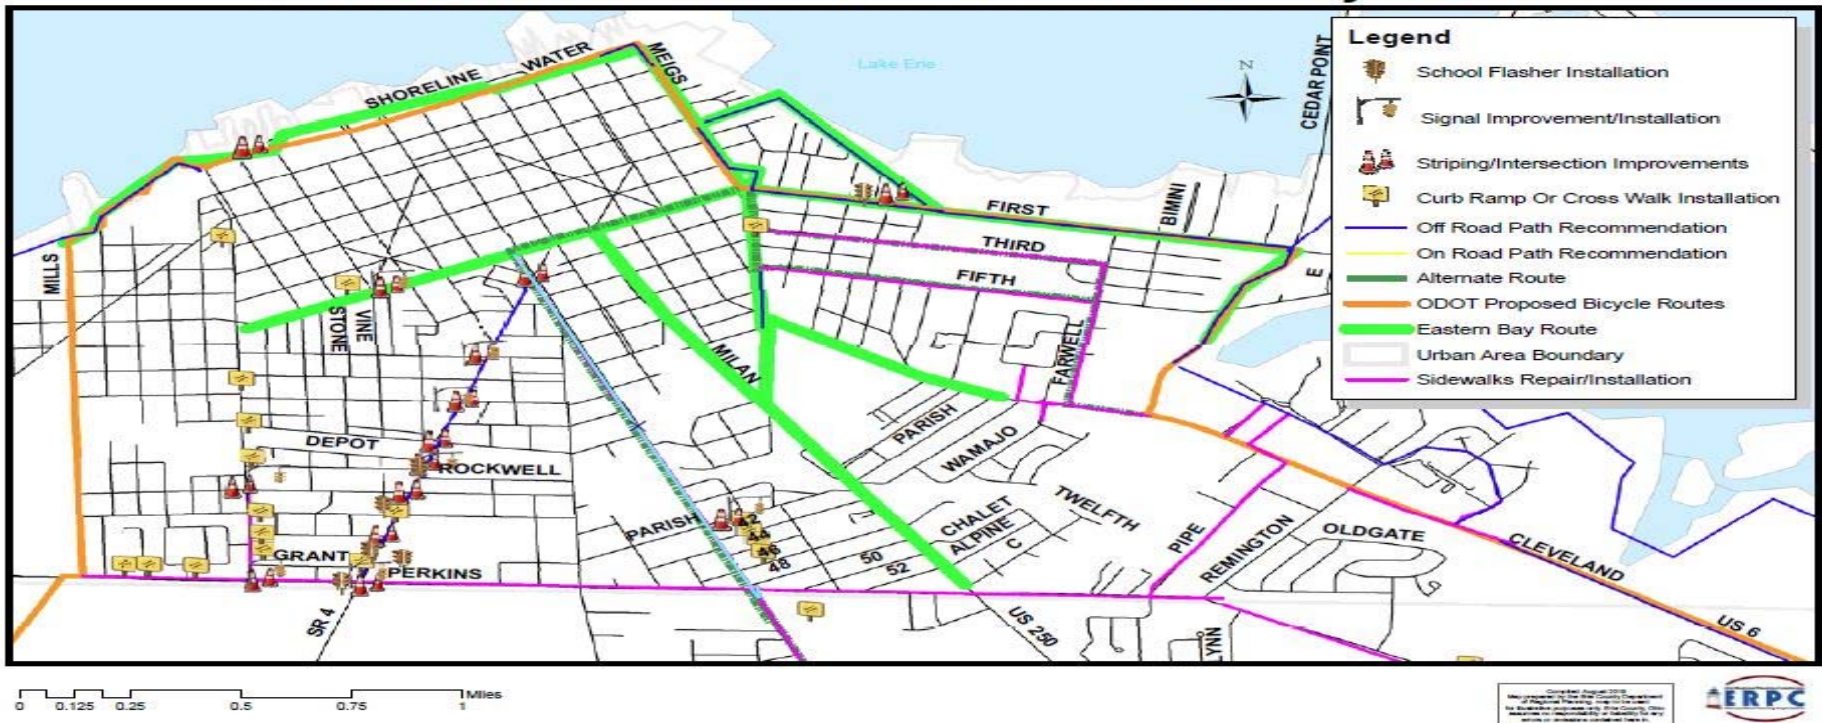 SHORELINE
WATER
MEIGS
Lake Erie
N
CEDAR POINT
Legend
School Flasher Installation
Signal Improvement/Installation
Striping/Intersection Improvements
Curb Ramp Or Cross Walk Installation
Off Road Path Recommendation
On Road Path Recommendation
Alternate Route
ODOT Proposed Bicycle Routes
Eastern Bay Route
Urban Area Boundary
Sidewalks Repair/Installation
FIRST
BIMNI
THIRD
E
FIFTH
MILLS
STONE
VINE
MILAN
FARWELL
DEPOT
ROCKWELL
PARISH
WAMAJO
TWELFTH
CHALET
ALPINE
C
PARISH
42
44
46
48
50
52
GRANT
PERKINS
PIPE
REMINGTON
OLDGATE
CLEVELAND
SR 4
US 250
LYNN
US 6
0 0.125 0.25 0.5 0.75 1 Miles
ERPC